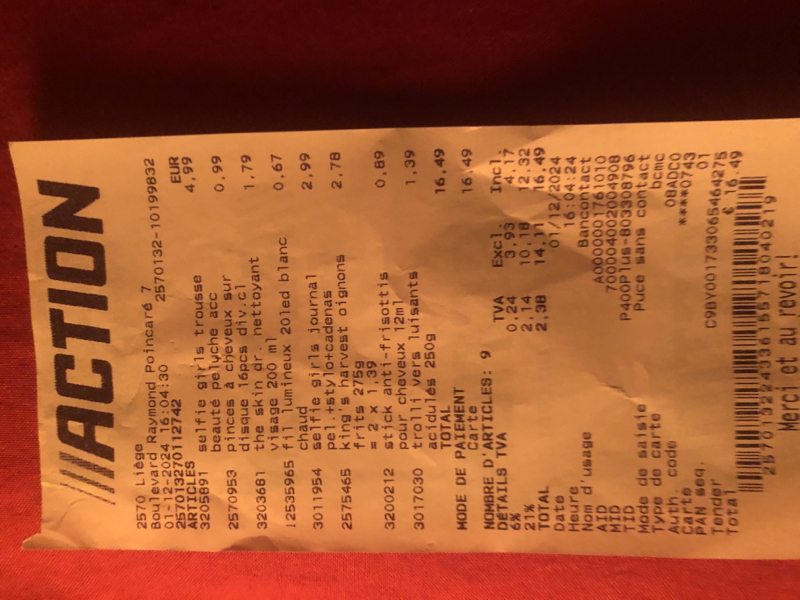 ///ACTION
2570 Liège
Boulevard Raymond Poincaré 7
01-12-2024 16:04:30 2570132-10199832
257013270112742
ARTICLES EUR
3205891 selfie girls trousse 4,99
beauté peluche acc
2570953 pinces à cheveux sur 0,99
disque 16pcs div.cl
3203681 the skin dr. nettoyant 1,79
visage 200 ml
12535965 fil lumineux 20led blanc 0,67
chaud
3011954 selfie girls journal 2,99
pel.+stylo+cadenas
2575465 king's harvest oignons 2,78
frits 275g
= 2 x 1,39
3200212 stick anti-frisottis 0,89
pour cheveux 12ml
3017030 trolli vers luisants 1,39
acidulés 250g
TOTAL 16,49
MODE DE PAIEMENT
Carte 16,49
NOMBRE D'ARTICLES: 9
DÉTAILS TVA TVA Excl. Incl.
6% 0,24 3,93 4,17
21% 2,14 10,18 12,32
TOTAL 2,38 14,11 16,49
Date 01/12/2024
Heure 16:04:24
Nom d'usage Bancontact
AID A0000001761010
MID 700004002004908
TID P400Plus-803308796
Mode de saisie Puce sans contact
Type de carte bcmc
Auth. code 08ADCO
Carte ****0743
PAN seq. 01
Tender C9BY001733065464275
Total € 16.49
2570132243361557180402​19
Merci et au revoir!